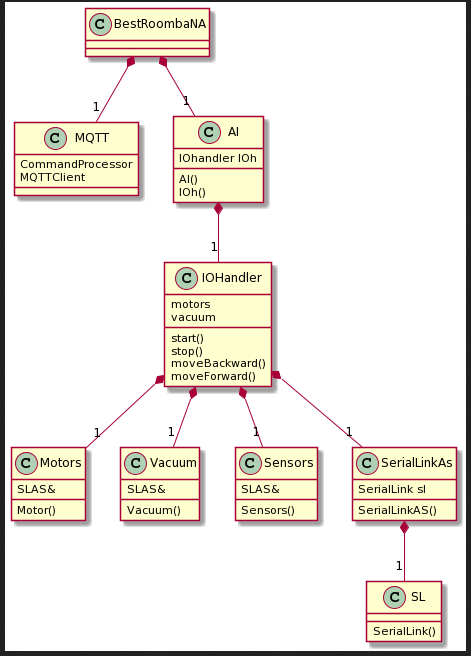 C BestRoombaNA
1
1
C MQTT
CommandProcessor
MQTTClient
C AI
IOhandler IOh
AI()
IOh()
1
C IOHandler
motors
vacuum
start()
stop()
moveBackward()
moveForward()
1
1
1
1
C Motors
SLAS&
Motor()
C Vacuum
SLAS&
Vacuum()
C Sensors
SLAS&
Sensors()
C SerialLinkAs
SerialLink sl
SerialLinkAS()
1
C SL
SerialLink()